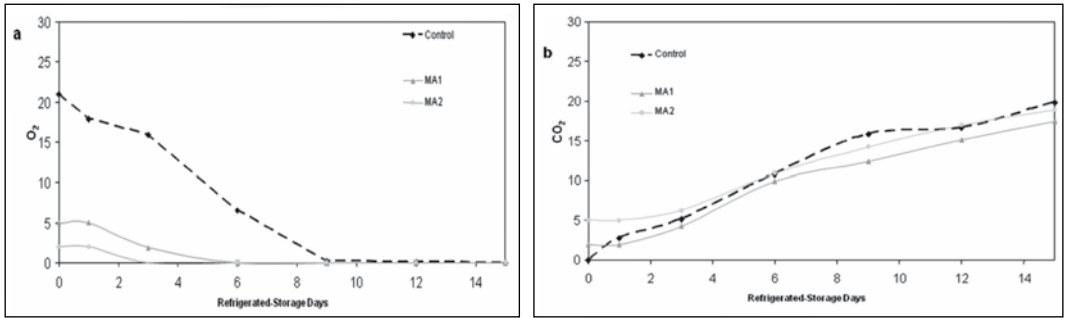 a
O2
30
25
20
15
10
5
0
Control
MA1
MA2
0 2 4 6 8 10 12 14
Refrigerated-Storage Days
b
CO2
30
25
20
15
10
5
0
Control
MA1
MA2
0 2 4 6 8 10 12 14
Refrigerated-Storage Days